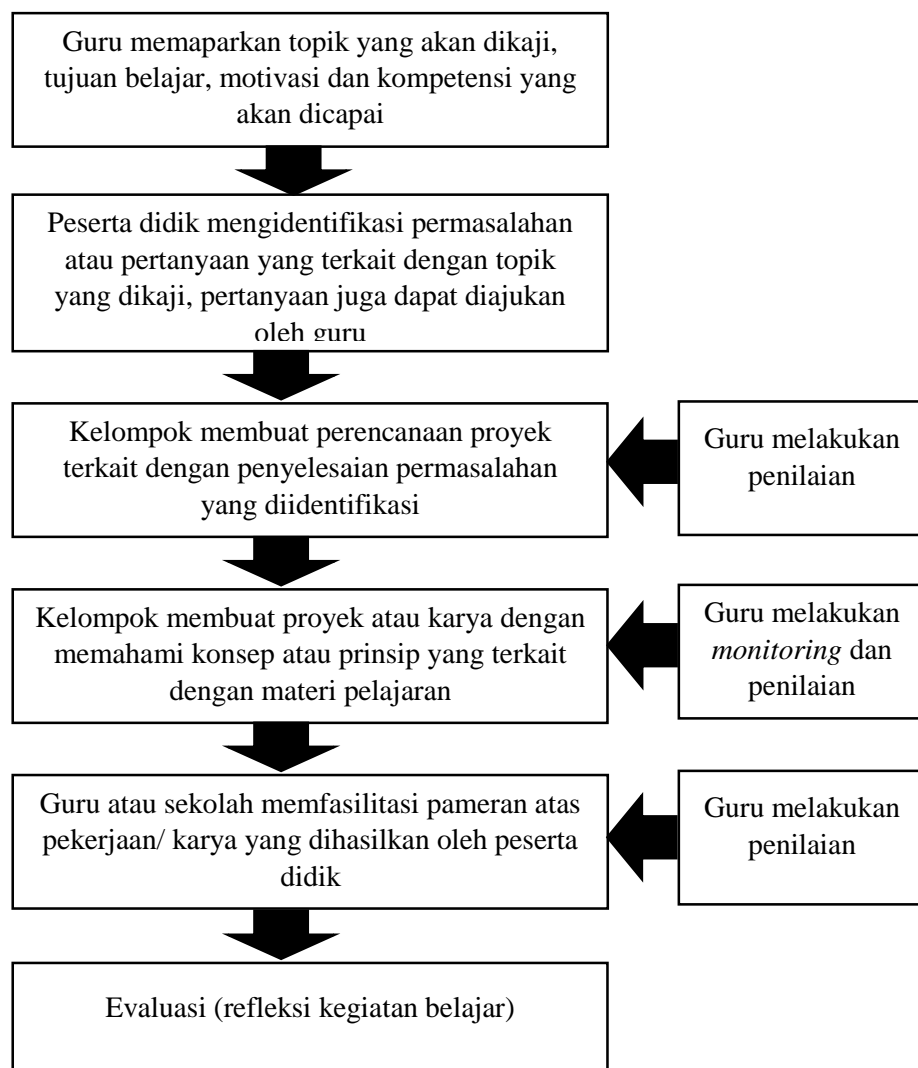 Guru memaparkan topik yang akan dikaji,
tujuan belajar, motivasi dan kompetensi yang
akan dicapai
Peserta didik mengidentifikasi permasalahan
atau pertanyaan yang terkait dengan topik
yang dikaji, pertanyaan juga dapat diajukan
oleh guru
Kelompok membuat perencanaan proyek
terkait dengan penyelesaian permasalahan
yang diidentifikasi
Guru melakukan
penilaian
Kelompok membuat proyek atau karya dengan
memahami konsep atau prinsip yang terkait
dengan materi pelajaran
Guru melakukan
monitoring dan
penilaian
Guru atau sekolah memfasilitasi pameran atas
pekerjaan/ karya yang dihasilkan oleh peserta
didik
Guru melakukan
penilaian
Evaluasi (refleksi kegiatan belajar)